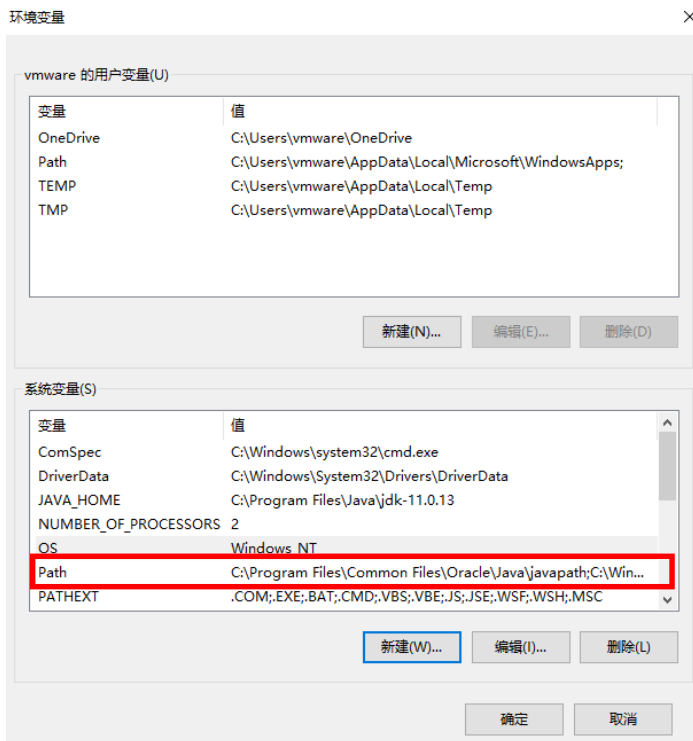 环境变量
vmware 的用户变量(U)
变量 值
OneDrive C:\Users\vmware\OneDrive
Path C:\Users\vmware\AppData\Local\Microsoft\WindowsApps;
TEMP C:\Users\vmware\AppData\Local\Temp
TMP C:\Users\vmware\AppData\Local\Temp
新建(N)... 编辑(E)... 删除(D)
系统变量(S)
变量 值
ComSpec C:\Windows\system32\cmd.exe
DriverData C:\Windows\System32\Drivers\DriverData
JAVA_HOME C:\Program Files\Java\jdk-11.0.13
NUMBER_OF_PROCESSORS 2
OS Windows_NT
Path C:\Program Files\Common Files\Oracle\Java\javapath;C:\Win...
PATHEXT .COM;.EXE;.BAT;.CMD;.VBS;.VBE;.JS;.JSE;.WSF;.WSH;.MSC
新建(W)... 编辑(I)... 删除(L)
确定 取消